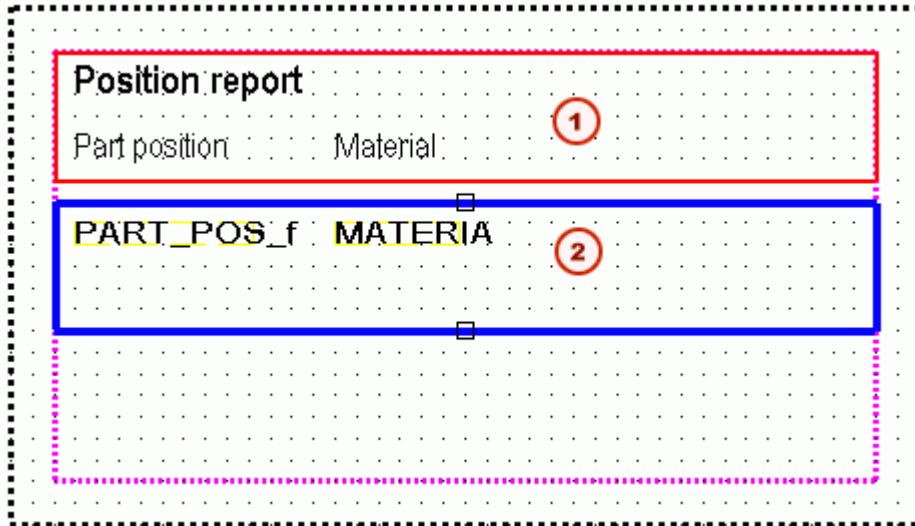 Position report
1
Part position Material
PART_POS_f MATERIA
2